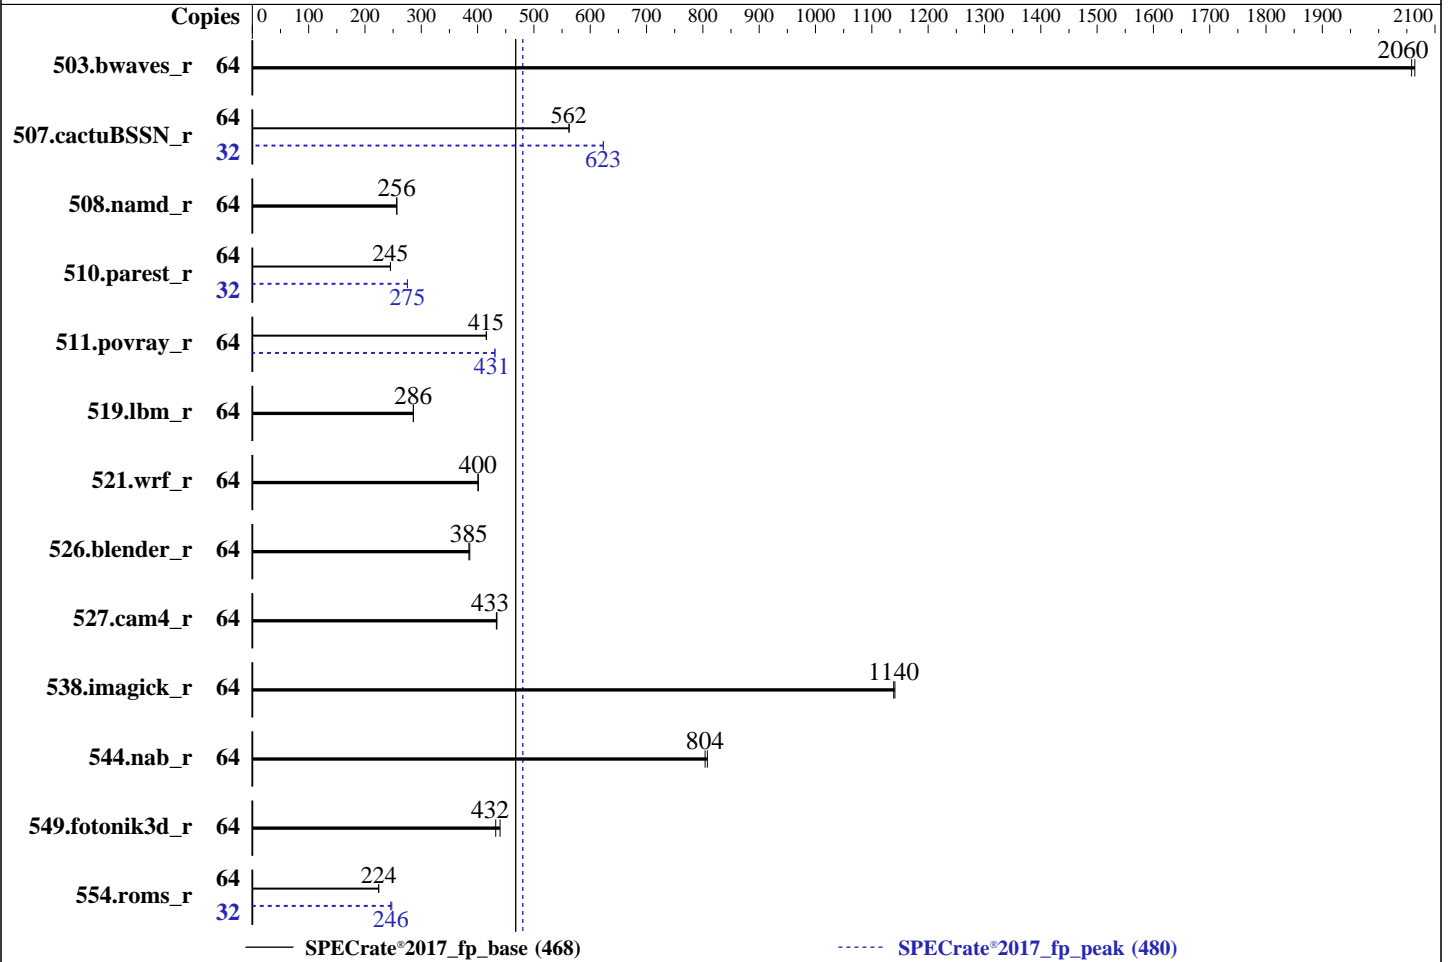 Copies 0 100 200 300 400 500 600 700 800 900 1000 1100 1200 1300 1400 1500 1600 1700 1800 1900 2100
503.bwaves_r 64 2060
507.cactuBSSN_r 64 562
32 623
508.namd_r 64 256
510.parest_r 64 245
32 275
511.povray_r 64 415
431
519.lbm_r 64 286
521.wrf_r 64 400
526.blender_r 64 385
527.cam4_r 64 433
538.imagick_r 64 1140
544.nab_r 64 804
549.fotonik3d_r 64 432
554.roms_r 64 224
32 246
SPECrate®2017_fp_base (468) SPECrate®2017_fp_peak (480)